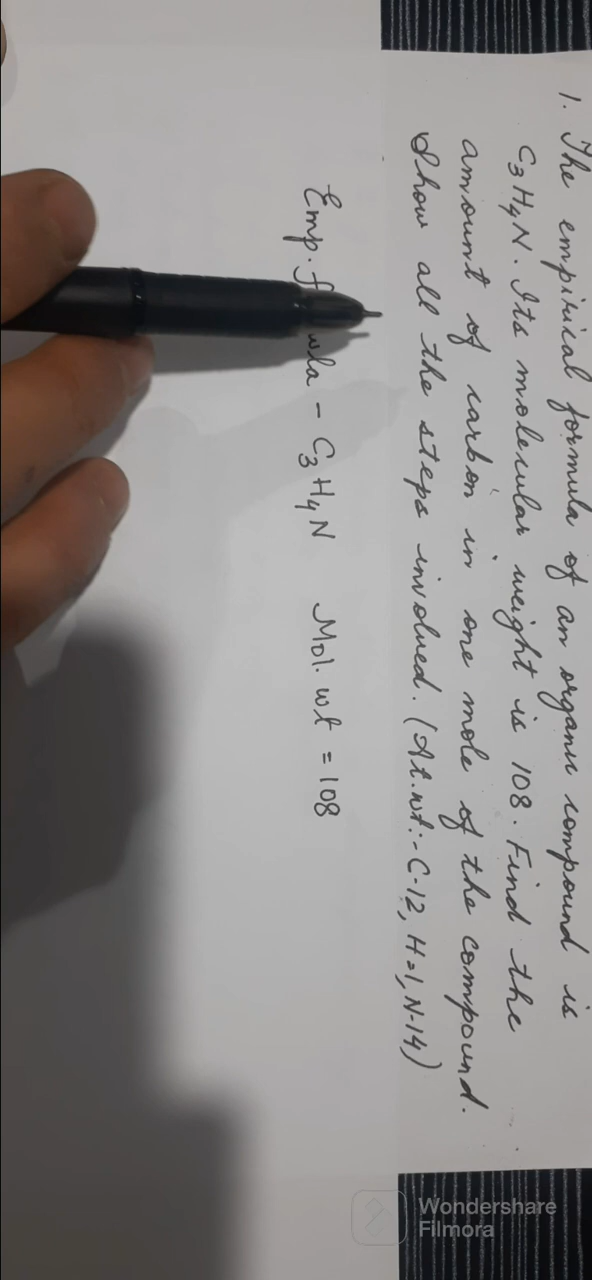 1. The empirical formula of an organic compound is
C3H4N. Its molecular weight is 108. Find the
amount of carbon in one mole of the compound.
Show all the steps involved. (At.wt:- C-12, H=1, N-14)
Emp. - C3H4N Mol. wt = 108
Wondershare
Filmora